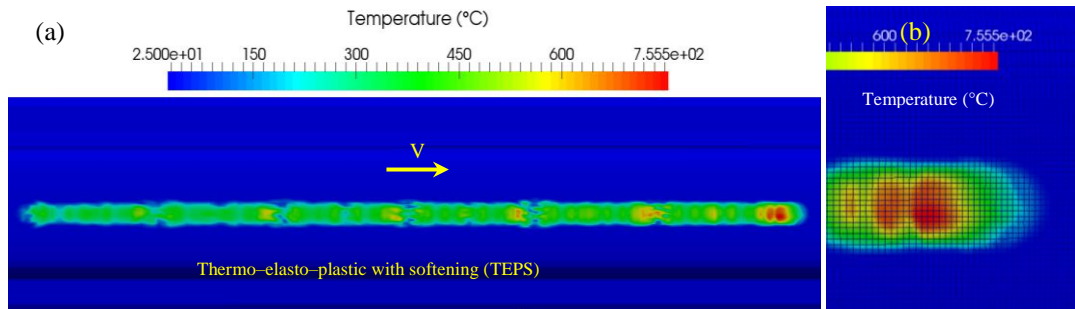 (a)
Temperature (°C)
2.500e+01 150 300 450 600 7.555e+02
V
Thermo–elasto–plastic with softening (TEPS)
(b)
600 7.555e+02
Temperature (°C)